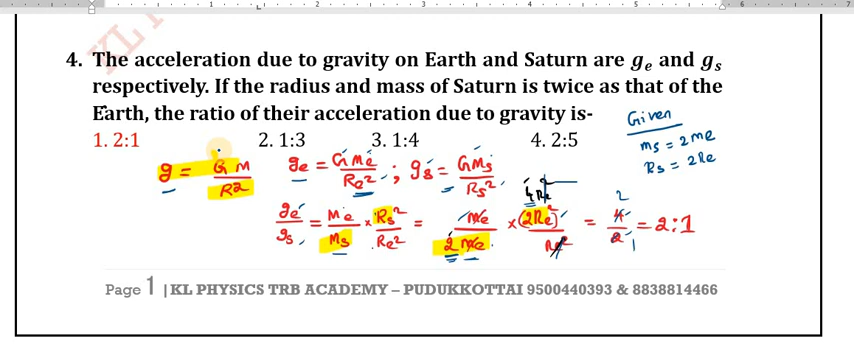 KL P
4. The acceleration due to gravity on Earth and Saturn are gₑ and gₛ
respectively. If the radius and mass of Saturn is twice as that of the
Earth, the ratio of their acceleration due to gravity is-
1. 2:1 2. 1:3 3. 1:4 4. 2:5
Given
mₛ = 2me
Rₛ = 2Re
g = GM/R² ge = GMe/Re² ; gs = GMs/Rs²
4Re²
ge/gs = Me/Ms × Rs²/Re² = me/2me × (2Re)²/Re² = 4/2 = 2:1
2
1
Page 1 | KL PHYSICS TRB ACADEMY – PUDUKKOTTAI 9500440393 & 8838814466